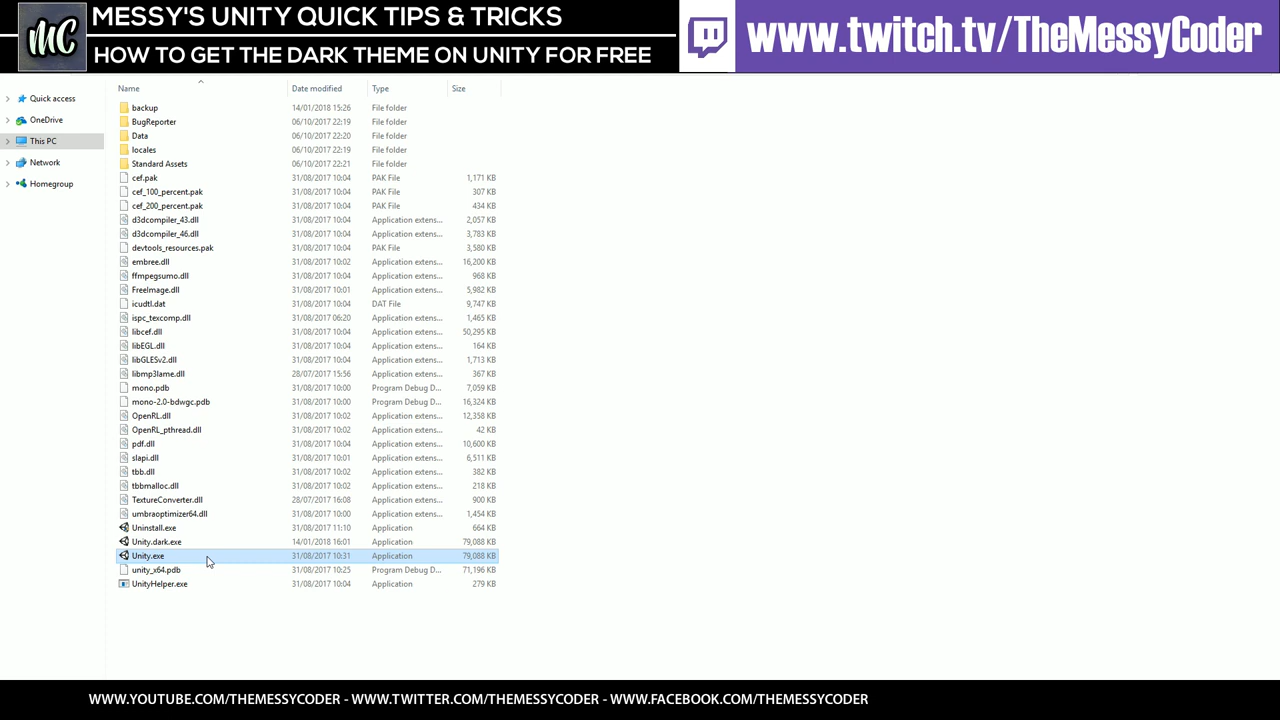 MC
MESSY'S UNITY QUICK TIPS & TRICKS
HOW TO GET THE DARK THEME ON UNITY FOR FREE
www.twitch.tv/TheMessyCoder
Name Date modified Type Size
Quick access
OneDrive
This PC
Network
Homegroup
backup 14/01/2018 15:26 File folder
BugReporter 06/10/2017 22:19 File folder
Data 06/10/2017 22:20 File folder
locales 06/10/2017 22:19 File folder
Standard Assets 06/10/2017 22:21 File folder
cef.pak 31/08/2017 10:04 PAK File 1,171 KB
cef_100_percent.pak 31/08/2017 10:04 PAK File 307 KB
cef_200_percent.pak 31/08/2017 10:04 PAK File 434 KB
d3dcompiler_43.dll 31/08/2017 10:04 Application extens... 2,057 KB
d3dcompiler_46.dll 31/08/2017 10:04 Application extens... 3,783 KB
devtools_resources.pak 31/08/2017 10:04 PAK File 3,580 KB
embree.dll 31/08/2017 10:02 Application extens... 16,200 KB
ffmpegsumo.dll 31/08/2017 10:04 Application extens... 968 KB
FreeImage.dll 31/08/2017 10:01 Application extens... 5,982 KB
icudtl.dat 31/08/2017 10:04 DAT File 9,747 KB
ispc_texcomp.dll 31/08/2017 06:20 Application extens... 1,465 KB
libcef.dll 31/08/2017 10:04 Application extens... 50,295 KB
libEGL.dll 31/08/2017 10:04 Application extens... 164 KB
libGLESv2.dll 31/08/2017 10:04 Application extens... 1,713 KB
libmp3lame.dll 28/07/2017 15:56 Application extens... 367 KB
mono.pdb 31/08/2017 10:00 Program Debug D... 7,059 KB
mono-2.0-bdwgc.pdb 31/08/2017 10:00 Program Debug D... 16,324 KB
OpenRL.dll 31/08/2017 10:02 Application extens... 12,358 KB
OpenRL_pthread.dll 31/08/2017 10:02 Application extens... 42 KB
pdf.dll 31/08/2017 10:04 Application extens... 10,600 KB
slapi.dll 31/08/2017 10:01 Application extens... 6,511 KB
tbb.dll 31/08/2017 10:02 Application extens... 382 KB
tbbmalloc.dll 31/08/2017 10:02 Application extens... 218 KB
TextureConverter.dll 28/07/2017 16:08 Application extens... 900 KB
umbraoptimizer64.dll 31/08/2017 10:00 Application extens... 1,454 KB
Uninstall.exe 31/08/2017 11:10 Application 664 KB
Unity.dark.exe 14/01/2018 16:01 Application 79,088 KB
Unity.exe 31/08/2017 10:31 Application 79,088 KB
unity_x64.pdb 31/08/2017 10:25 Program Debug D... 71,196 KB
UnityHelper.exe 31/08/2017 10:04 Application 279 KB
WWW.YOUTUBE.COM/THEMESSYCODER - WWW.TWITTER.COM/THEMESSYCODER - WWW.FACEBOOK.COM/THEMESSYCODER